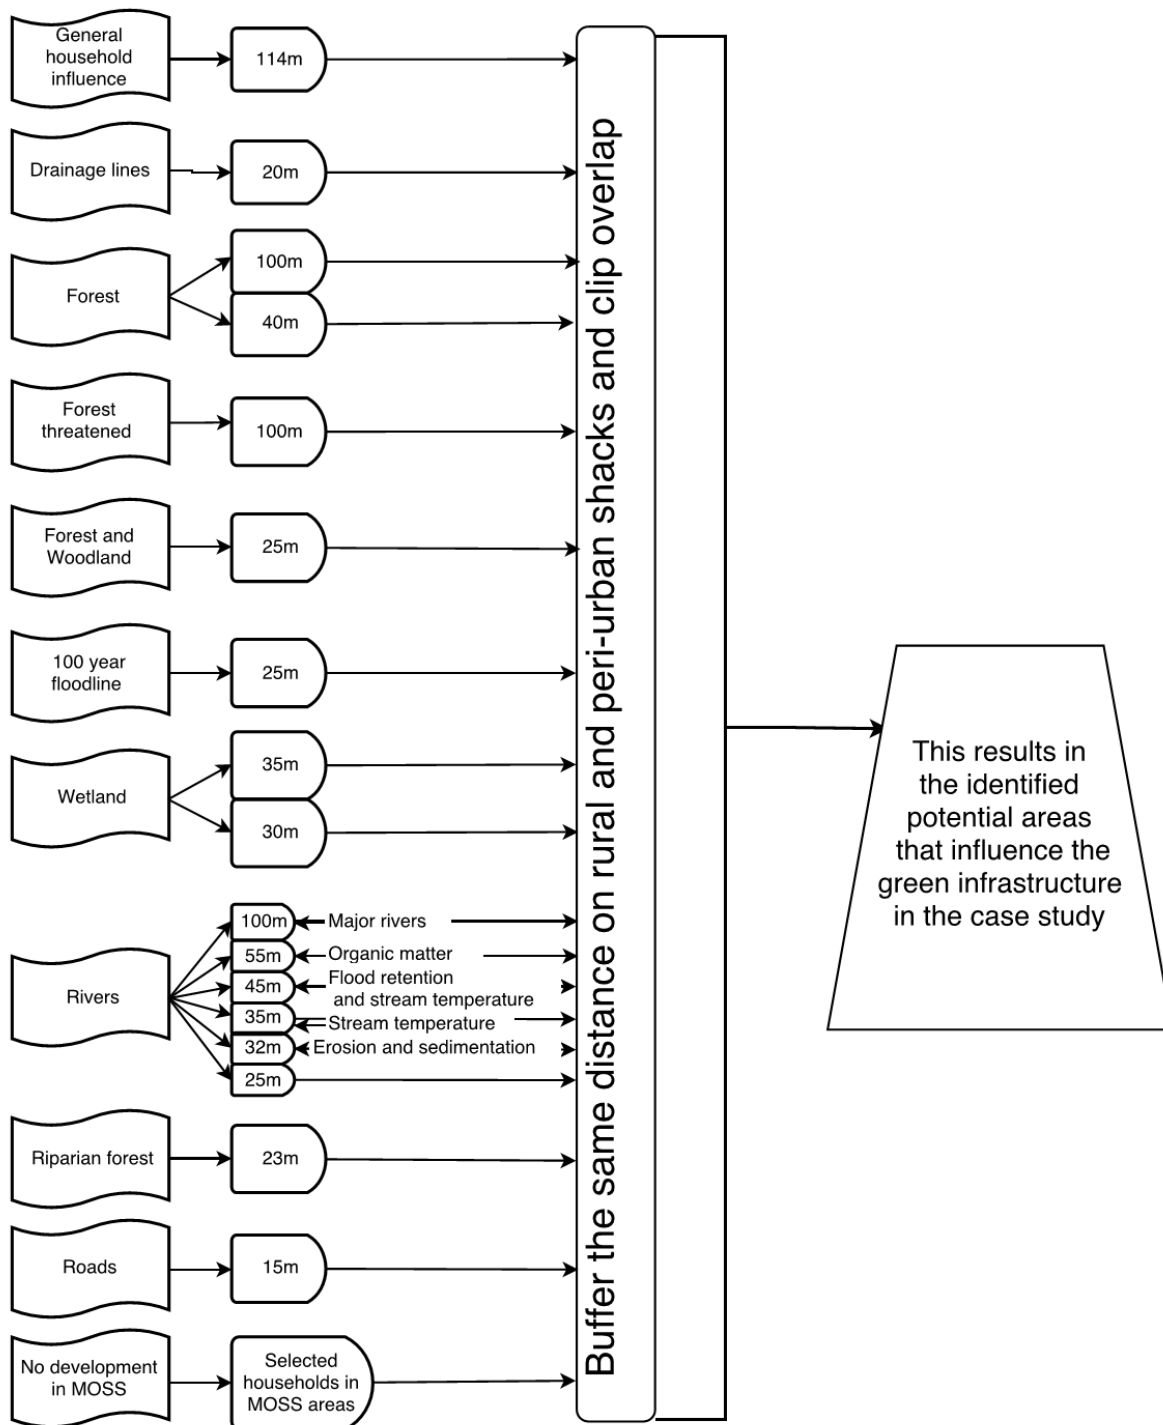 General
household
influence
114m
Drainage lines
20m
Forest
100m
40m
Forest
threatened
100m
Forest and
Woodland
25m
100 year
floodline
25m
Wetland
35m
30m
Rivers
100m
Major rivers
55m
Organic matter
45m
Flood retention
and stream temperature
35m
Stream temperature
32m
Erosion and sedimentation
25m
Riparian forest
23m
Roads
15m
No development
in MOSS
Selected
households in
MOSS areas
Buffer the same distance on rural and peri-urban shacks and clip overlap
This results in
the identified
potential areas
that influence the
green infrastructure
in the case study